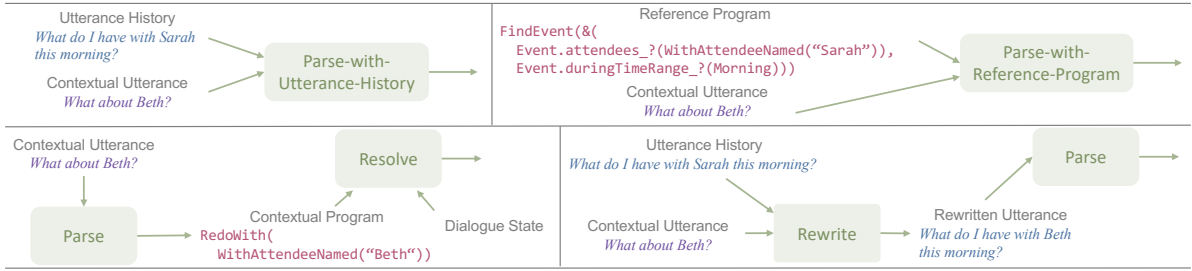 Utterance History
What do I have with Sarah
this morning?
Contextual Utterance
What about Beth?
Parse-with-
Utterance-History
Reference Program
FindEvent(&(
Event.attendees_?(WithAttendeeNamed(“Sarah”)),
Event.duringTimeRange_?(Morning)))
Contextual Utterance
What about Beth?
Parse-with-
Reference-Program
Contextual Utterance
What about Beth?
Parse
Contextual Program
RedoWith(
WithAttendeeNamed(“Beth“))
Resolve
Dialogue State
Utterance History
What do I have with Sarah this morning?
Contextual Utterance
What about Beth?
Rewrite
Rewritten Utterance
What do I have with Beth
this morning?
Parse